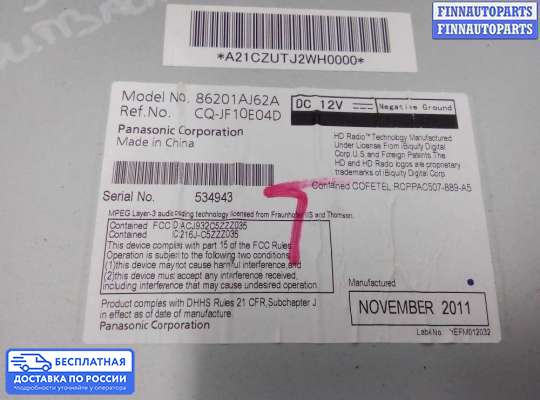 FINNAUTOPARTS
FINNAUTOPARTS
FINNAUTOPARTS
*A21CZUTJ2WH0000*
Model No. 86201AJ62A
Ref.No. CQ-JF10E04D
Panasonic Corporation
Made in China
DC 12V
Negative Ground
HD Radio™ Technology Manufactured
Under License From iBiquity Digital
Corp. U.S. and Foreign Patents. The
HD and HD Radio logos are proprietary
trademarks of iBiquity Digital Corp.
Contained COFETEL RCPPAC507-889-A5
Serial No. 534943
MPEG Layer-3 audio coding technology licensed from Fraunhofer IIS and Thomson.
Contained FCC ID:ACJ932C5ZZZ035
Contained IC:216J-C5ZZZ035
This device complies with part 15 of the FCC Rules
Operation is subject to the following two conditions,
(1)this device may not cause harmful interference,and
(2)this device must accept any interference received,
including interference that may cause undesired operation
Product complies with DHHS Rules 21 CFR,Subchapter J
in effect as of date of manufacture.
Panasonic Corporation
Manufactured
NOVEMBER 2011
Label No. YEFM012032
БЕСПЛАТНАЯ
ДОСТАВКА ПО РОССИИ
подробности уточняйте у оператора